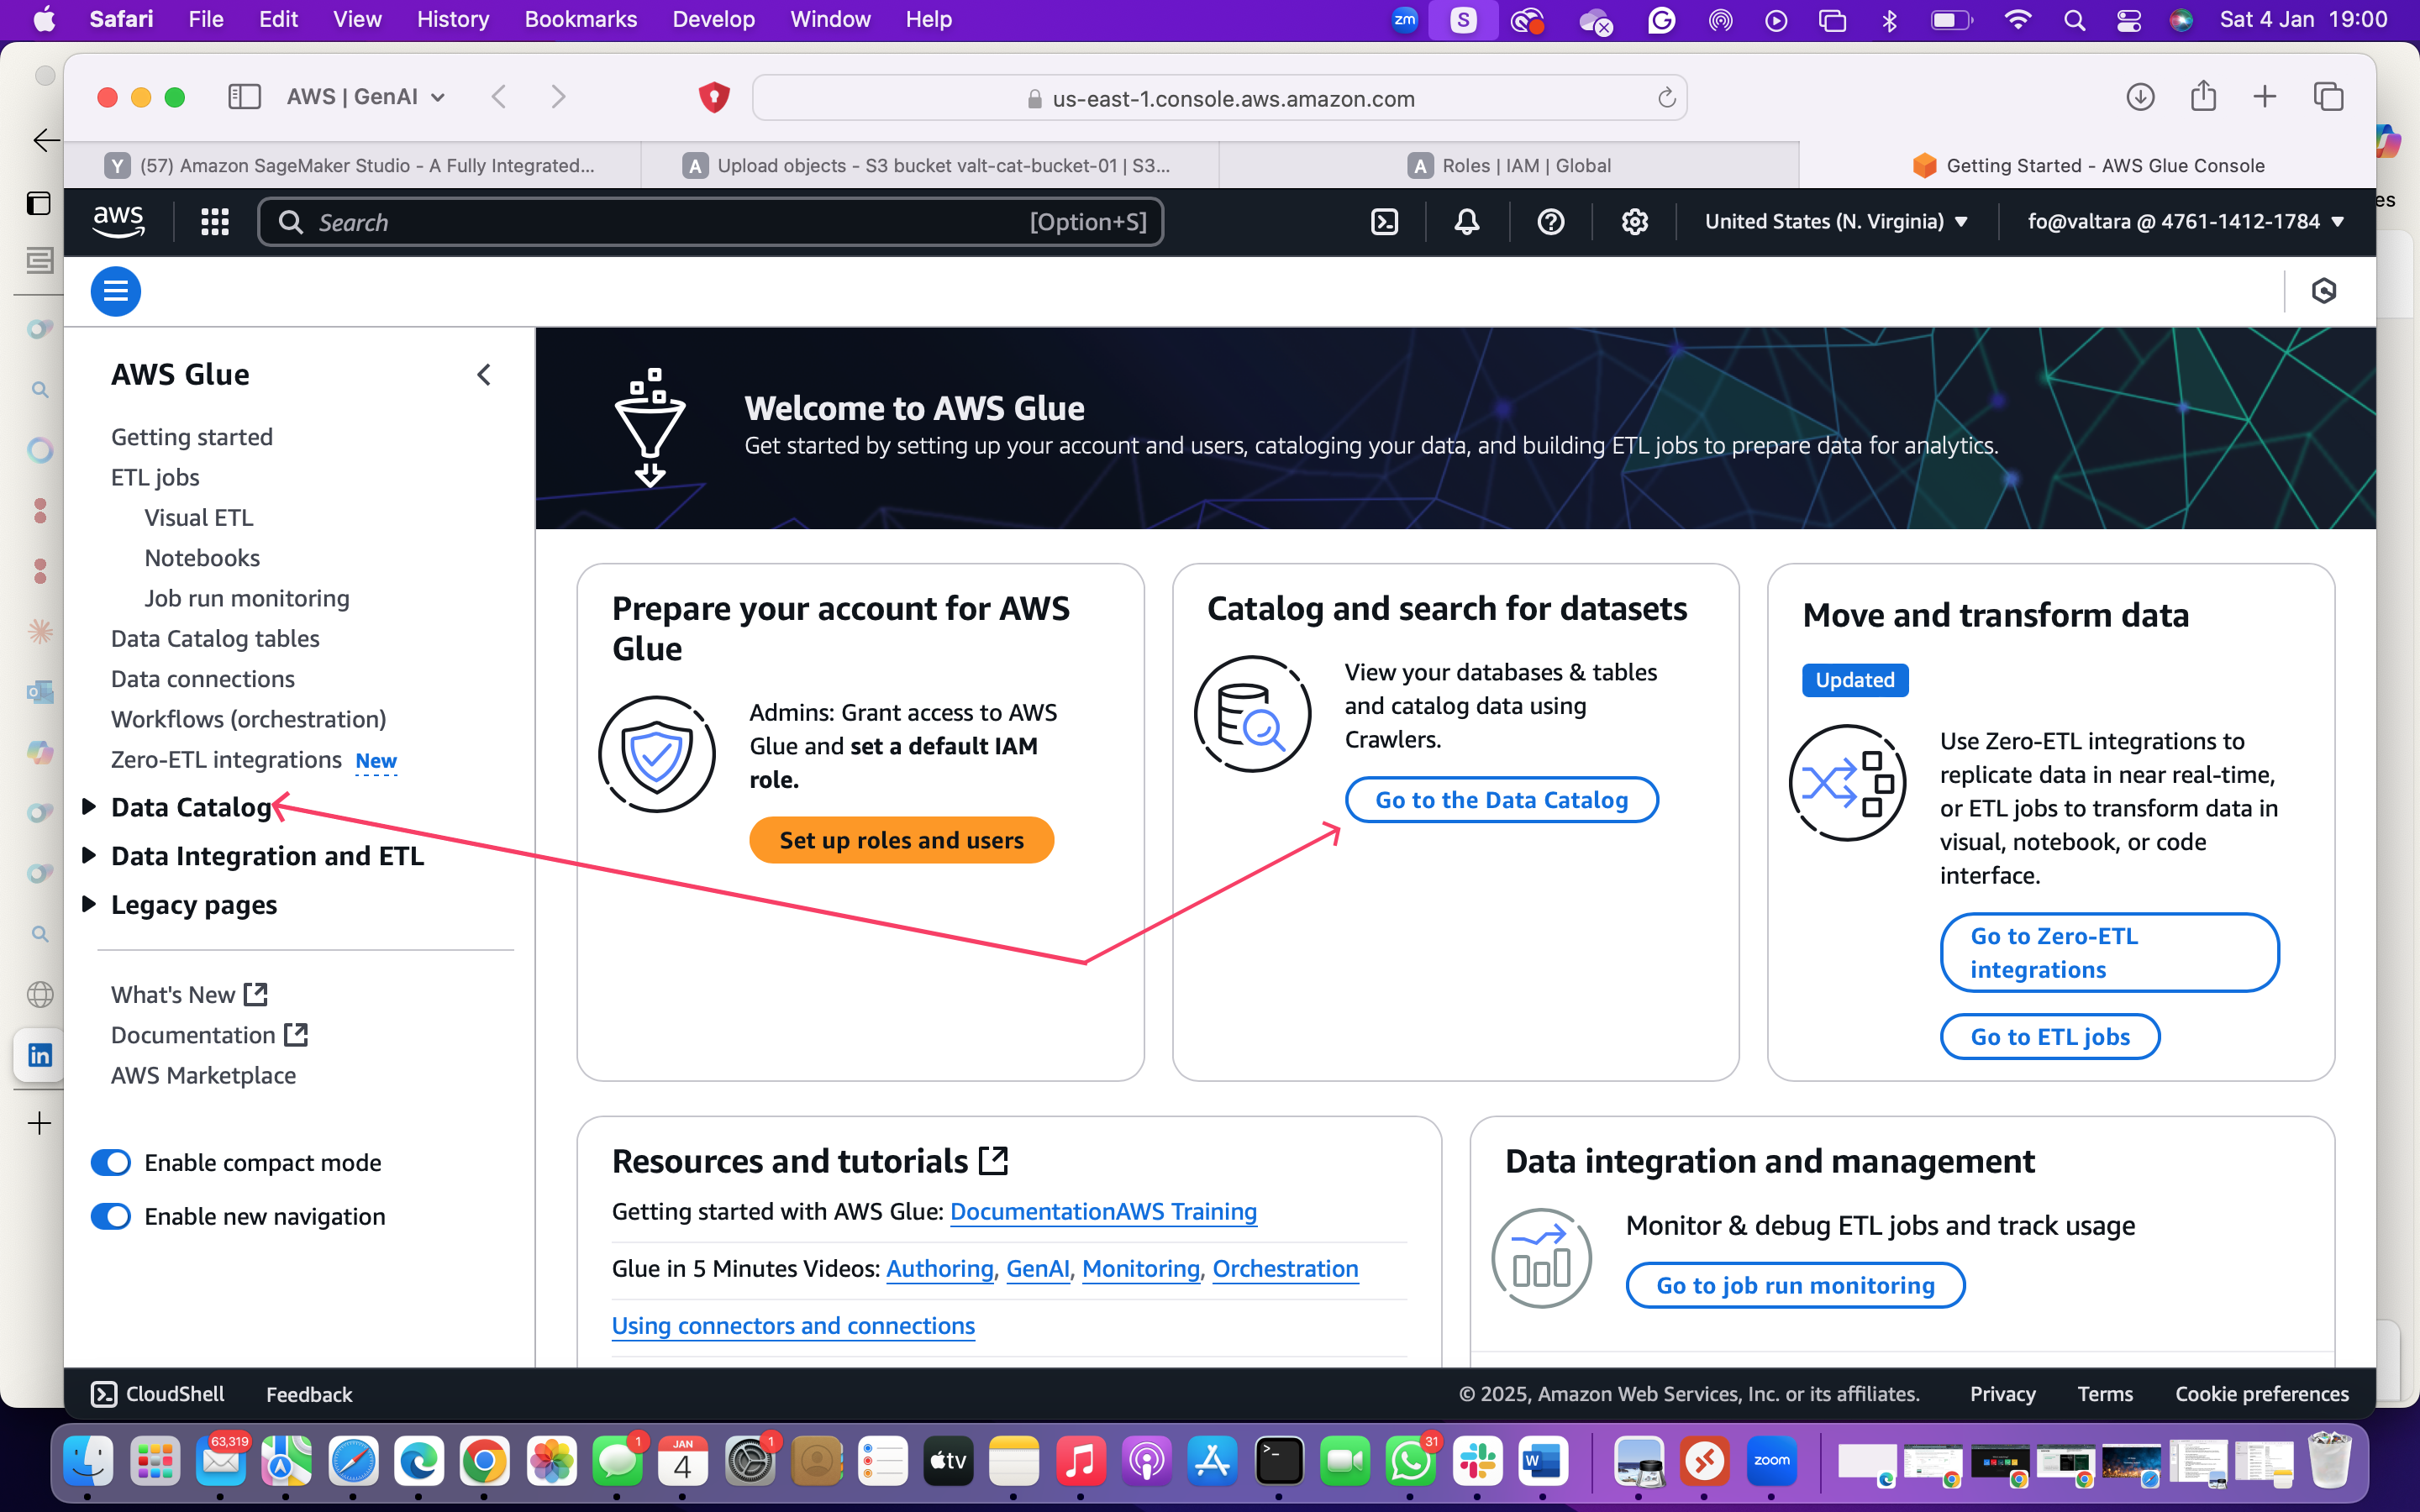 Safari File Edit View History Bookmarks Develop Window Help zm S Sat 4 Jan 19:00
AWS | GenAI
us-east-1.console.aws.amazon.com
Y (57) Amazon SageMaker Studio - A Fully Integrated...
A Upload objects - S3 bucket valt-cat-bucket-01 | S3...
A Roles | IAM | Global
Getting Started - AWS Glue Console
es
aws
Search [Option+S]
United States (N. Virginia)
fo@valtara @ 4761-1412-1784
AWS Glue
Getting started
ETL jobs
Visual ETL
Notebooks
Job run monitoring
Data Catalog tables
Data connections
Workflows (orchestration)
Zero-ETL integrations New
Data Catalog
Data Integration and ETL
Legacy pages
What's New
Documentation
AWS Marketplace
Enable compact mode
Enable new navigation
Welcome to AWS Glue
Get started by setting up your account and users, cataloging your data, and building ETL jobs to prepare data for analytics.
Prepare your account for AWS
Glue
Admins: Grant access to AWS
Glue and set a default IAM
role.
Set up roles and users
Catalog and search for datasets
View your databases & tables
and catalog data using
Crawlers.
Go to the Data Catalog
Move and transform data
Updated
Use Zero-ETL integrations to
replicate data in near real-time,
or ETL jobs to transform data in
visual, notebook, or code
interface.
Go to Zero-ETL
integrations
Go to ETL jobs
Resources and tutorials
Getting started with AWS Glue: DocumentationAWS Training
Glue in 5 Minutes Videos: Authoring, GenAI, Monitoring, Orchestration
Using connectors and connections
Data integration and management
Monitor & debug ETL jobs and track usage
Go to job run monitoring
in
CloudShell Feedback
© 2025, Amazon Web Services, Inc. or its affiliates. Privacy Terms Cookie preferences
63,319
1
JAN
4
1
tv
31
W
zoom